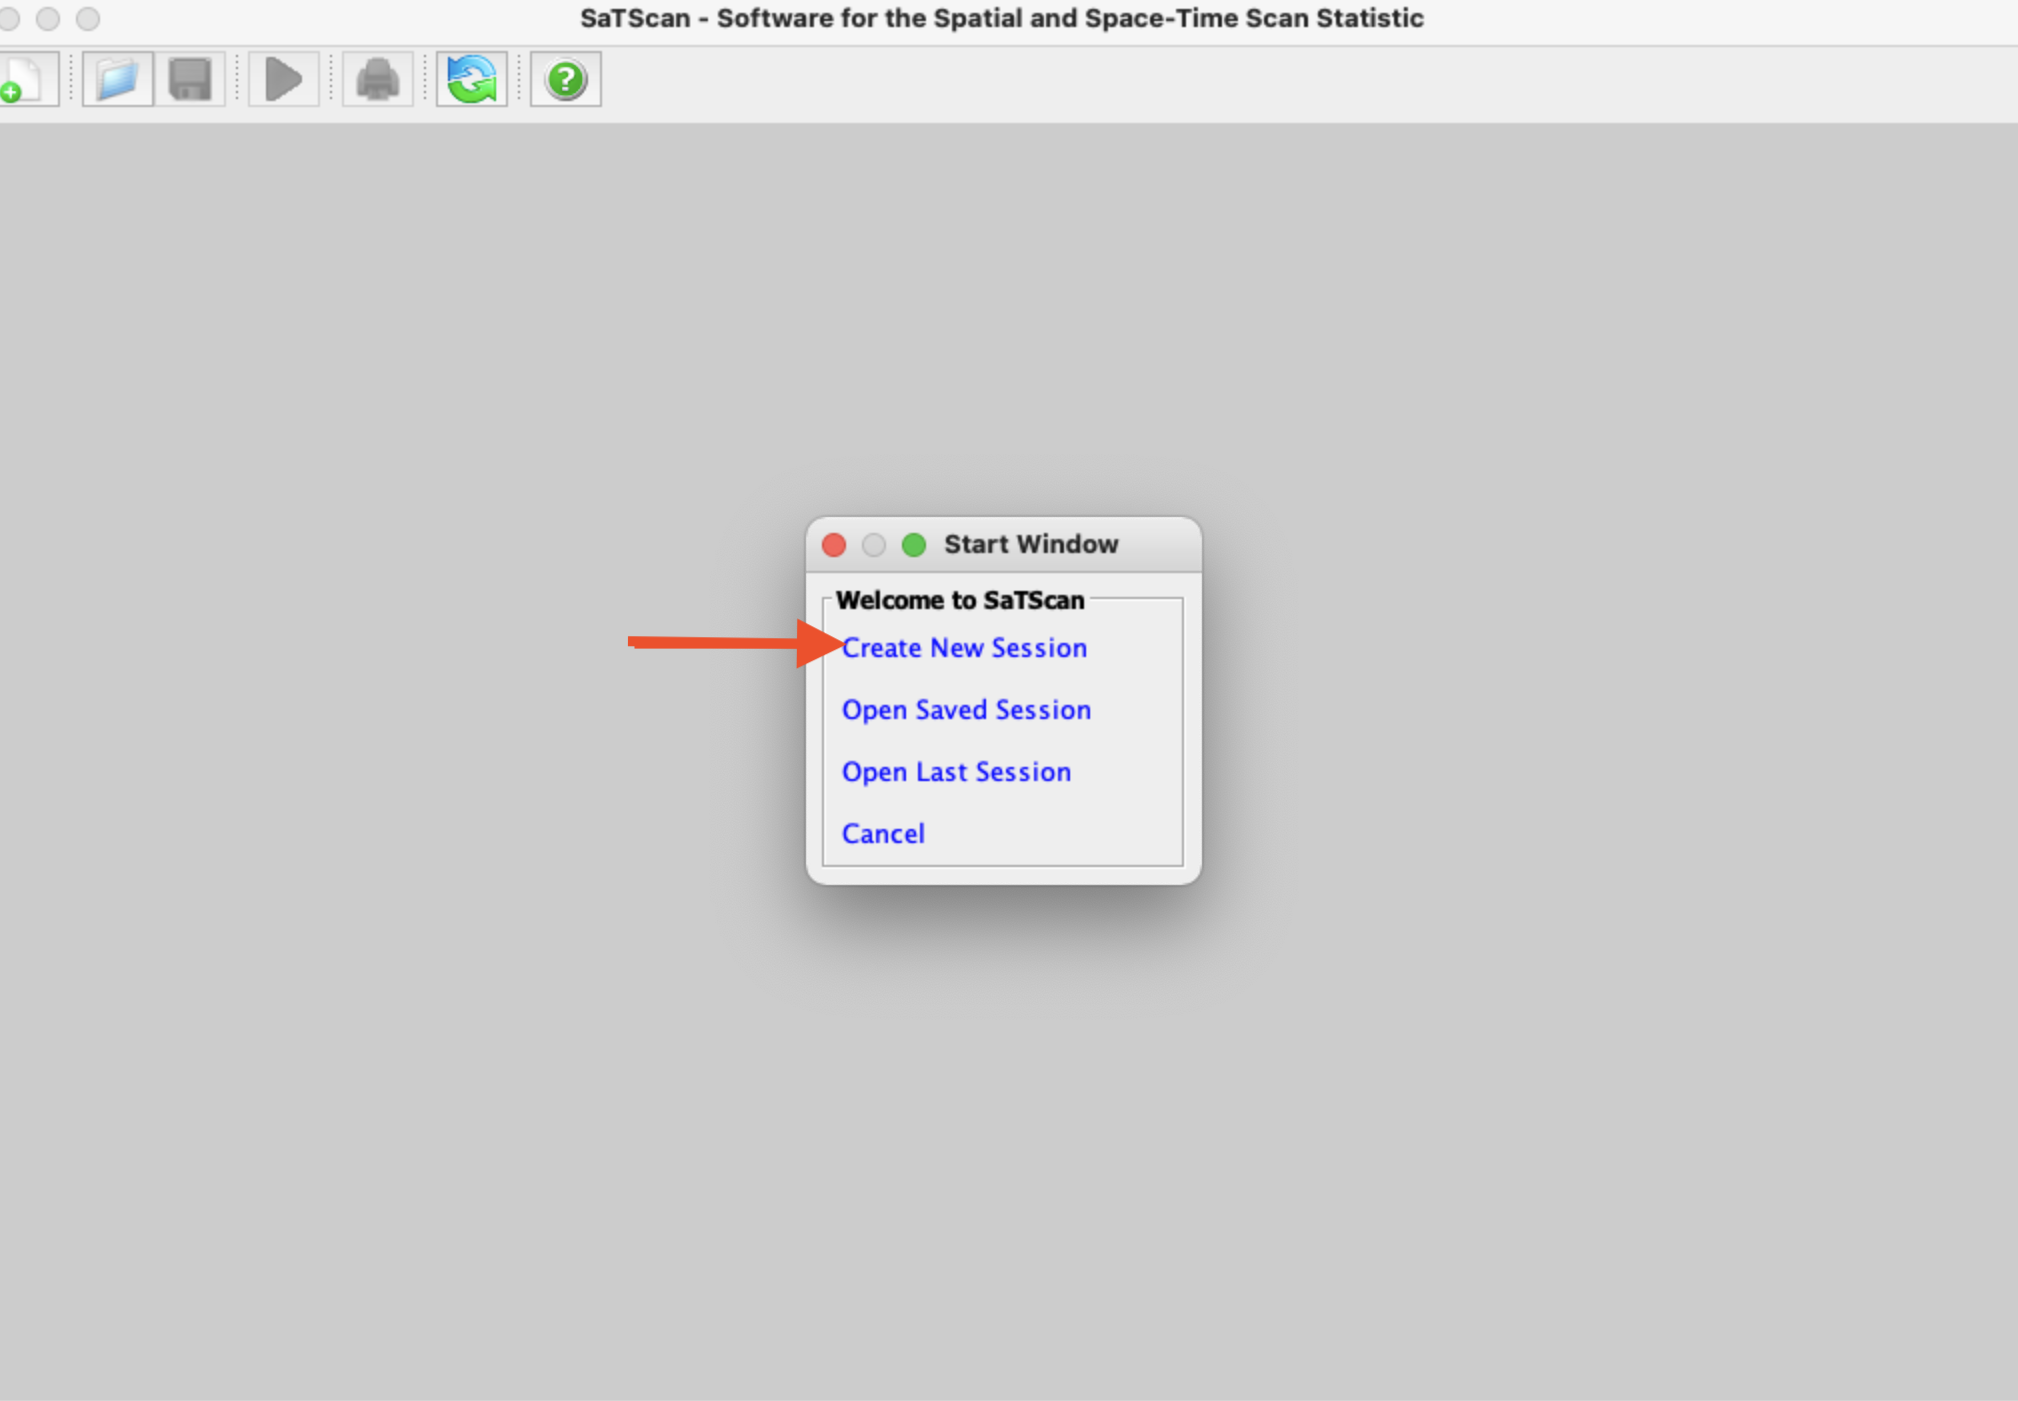 SaTScan - Software for the Spatial and Space-Time Scan Statistic
?
Start Window
Welcome to SaTScan
Create New Session
Open Saved Session
Open Last Session
Cancel